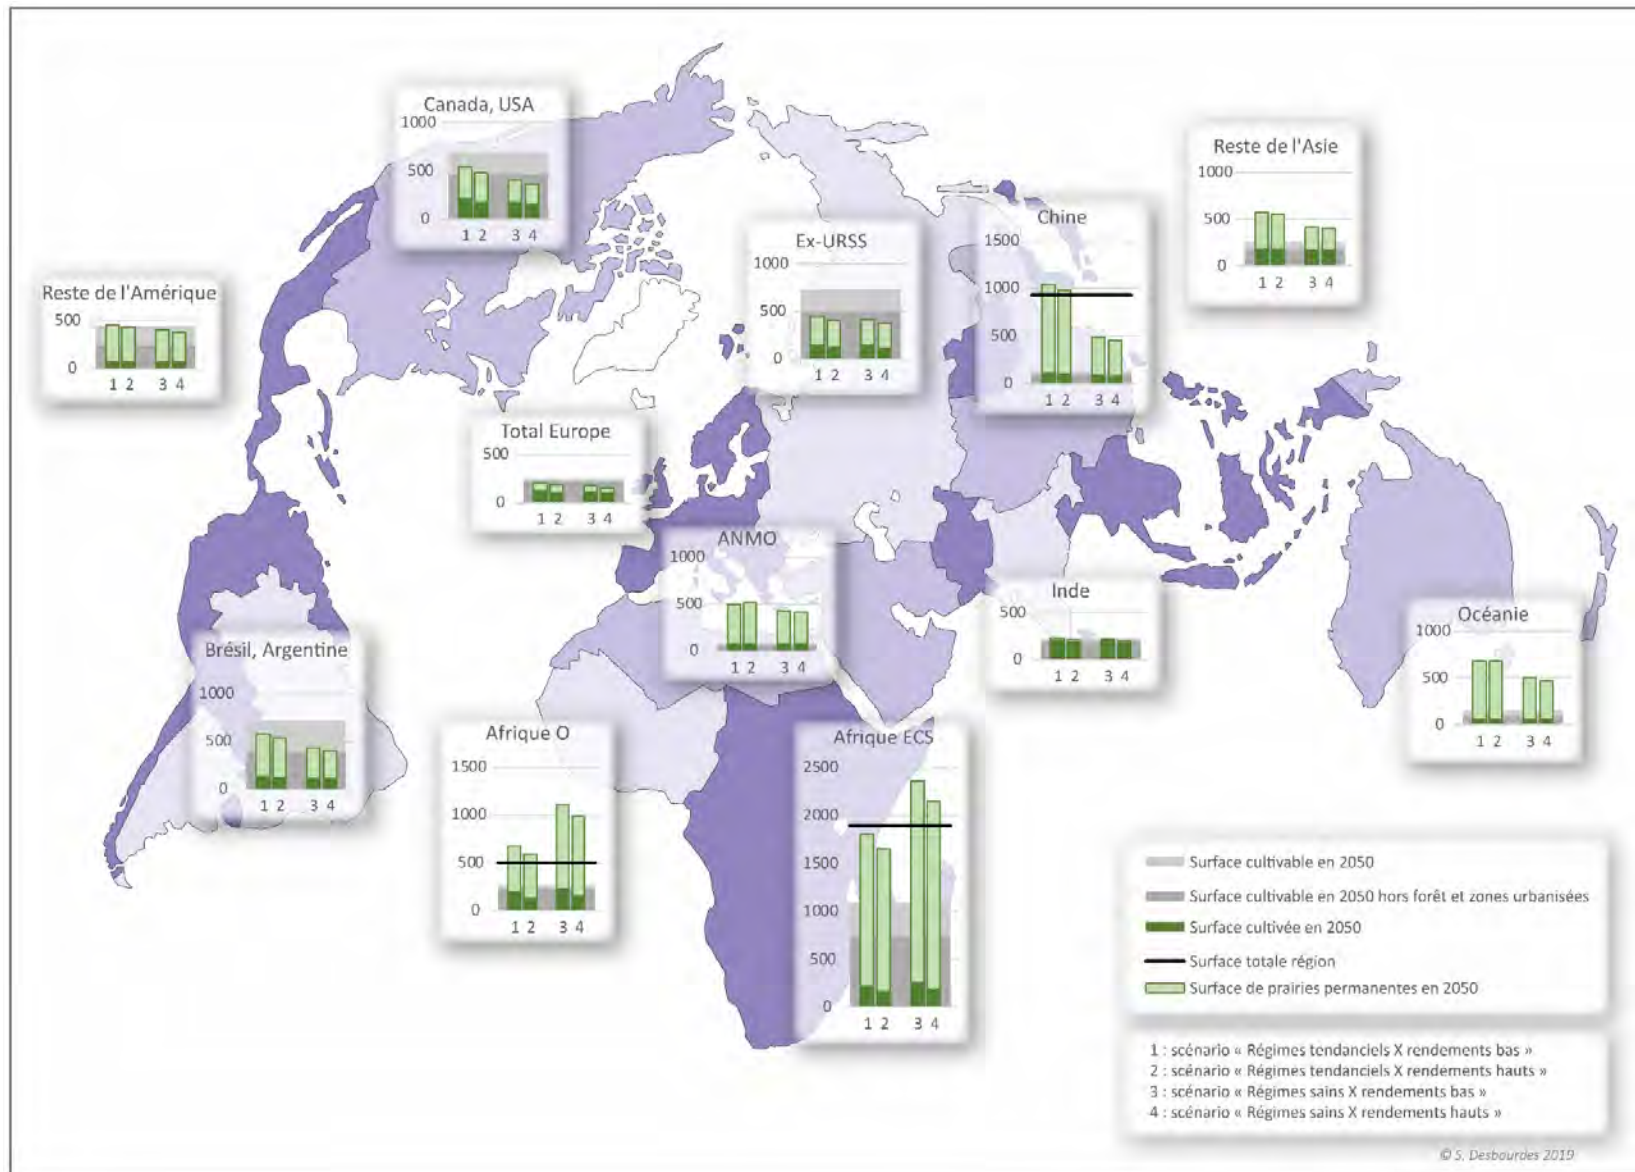 Canada, USA
1000
500
0
1 2 3 4
Reste de l'Asie
1000
500
0
1 2 3 4
Chine
1500
1000
500
0
1 2 3 4
Ex-URSS
1000
500
0
1 2 3 4
Reste de l'Amérique
500
0
1 2 3 4
Total Europe
500
0
1 2 3 4
ANMO
1000
500
0
1 2 3 4
Inde
500
0
1 2 3 4
Océanie
1000
500
0
1 2 3 4
Brésil, Argentine
1000
500
0
1 2 3 4
Afrique O
1500
1000
500
0
1 2 3 4
Afrique ECS
2500
2000
1500
1000
500
0
1 2 3 4
Surface cultivable en 2050
Surface cultivable en 2050 hors forêt et zones urbanisées
Surface cultivée en 2050
Surface totale région
Surface de prairies permanentes en 2050
1 : scénario « Régimes tendanciels X rendements bas »
2 : scénario « Régimes tendanciels X rendements hauts »
3 : scénario « Régimes sains X rendements bas »
4 : scénario « Régimes sains X rendements hauts »
© S. Desbourdes 2019